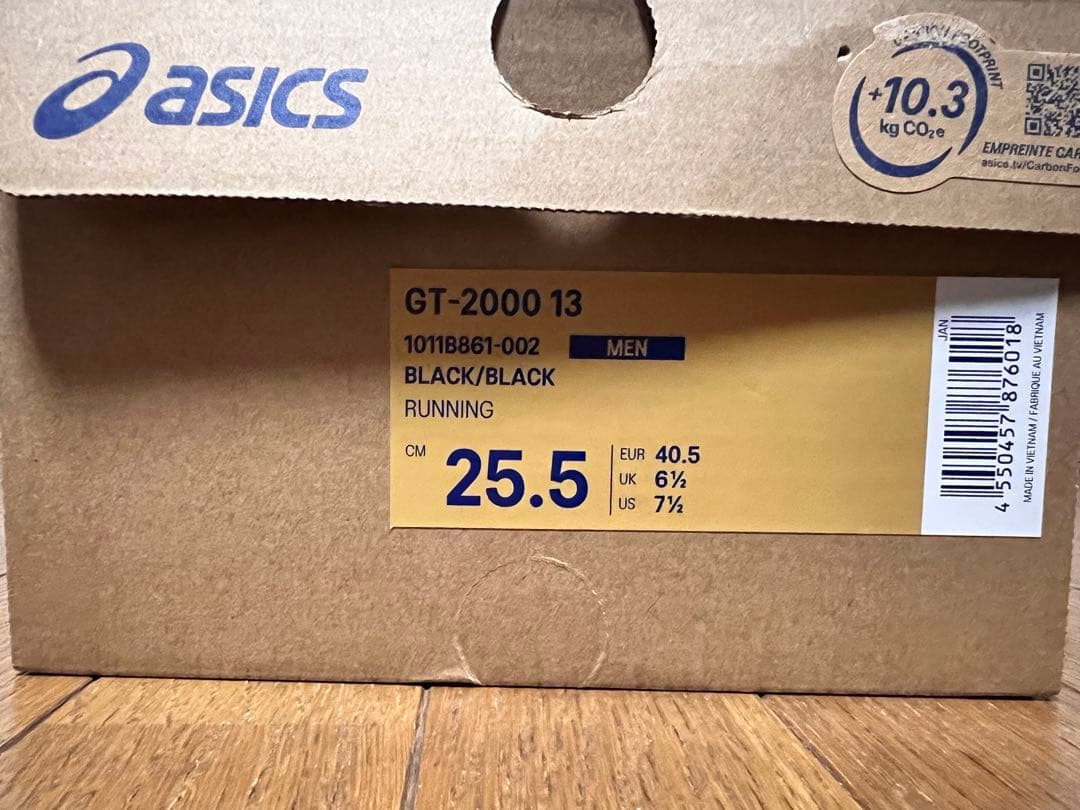 asics
CARBON FOOTPRINT
+10.3
kg CO₂e
EMPREINTE CAR
asics.tv/CarbonFo
GT-2000 13
1011B861-002 MEN
BLACK/BLACK
RUNNING
CM 25.5
EUR 40.5
UK 6½
US 7½
JAN
4 550457 876018
MADE IN VIETNAM / FABRIQUE AU VIETNAM